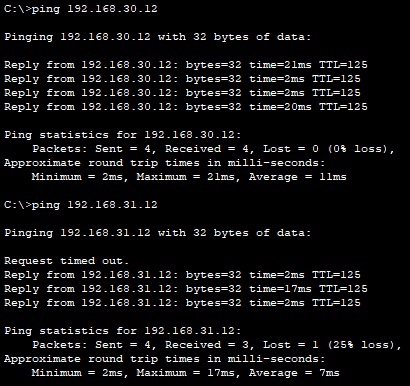 C:\>ping 192.168.30.12
Pinging 192.168.30.12 with 32 bytes of data:
Reply from 192.168.30.12: bytes=32 time=21ms TTL=125
Reply from 192.168.30.12: bytes=32 time=2ms TTL=125
Reply from 192.168.30.12: bytes=32 time=2ms TTL=125
Reply from 192.168.30.12: bytes=32 time=20ms TTL=125
Ping statistics for 192.168.30.12:
Packets: Sent = 4, Received = 4, Lost = 0 (0% loss),
Approximate round trip times in milli-seconds:
Minimum = 2ms, Maximum = 21ms, Average = 11ms
C:\>ping 192.168.31.12
Pinging 192.168.31.12 with 32 bytes of data:
Request timed out.
Reply from 192.168.31.12: bytes=32 time=2ms TTL=125
Reply from 192.168.31.12: bytes=32 time=17ms TTL=125
Reply from 192.168.31.12: bytes=32 time=2ms TTL=125
Ping statistics for 192.168.31.12:
Packets: Sent = 4, Received = 3, Lost = 1 (25% loss),
Approximate round trip times in milli-seconds:
Minimum = 2ms, Maximum = 17ms, Average = 7ms